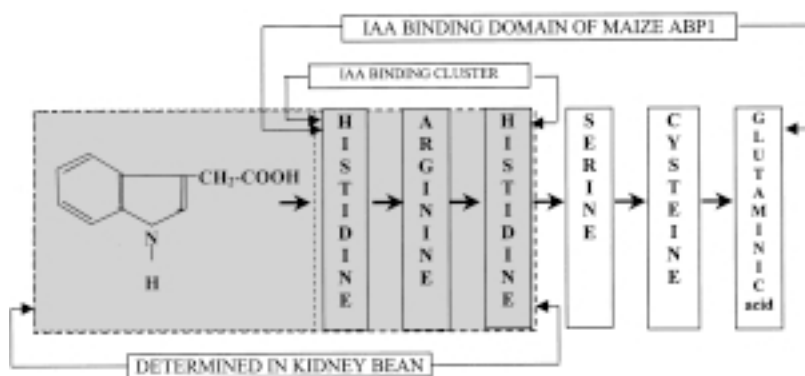 IAA BINDING DOMAIN OF MAIZE ABP1
IAA BINDING CLUSTER
CH2-COOH
N
H
HISTIDINE
ARGININE
HISTIDINE
SERINE
CYSTEINE
GLUTAMINIC
acid
DETERMINED IN KIDNEY BEAN